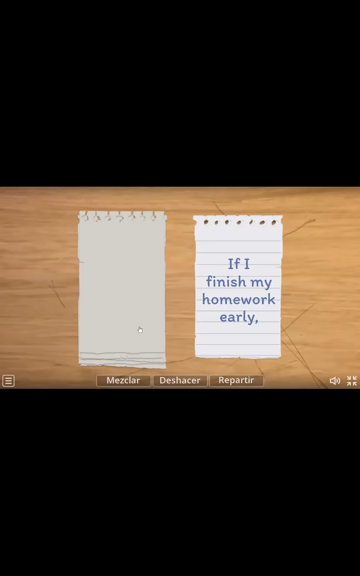 If I
finish my
homework
early,
Mezclar
Deshacer
Repartir